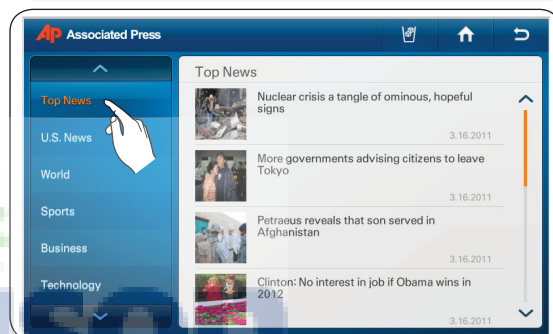 AP Associated Press
Top News
U.S. News
World
Sports
Business
Technology
Top News
Nuclear crisis a tangle of ominous, hopeful
signs
3.16.2011
More governments advising citizens to leave
Tokyo
3.16.2011
Petraeus reveals that son served in
Afghanistan
3.16.2011
Clinton: No interest in job if Obama wins in
2012
3.16.2011